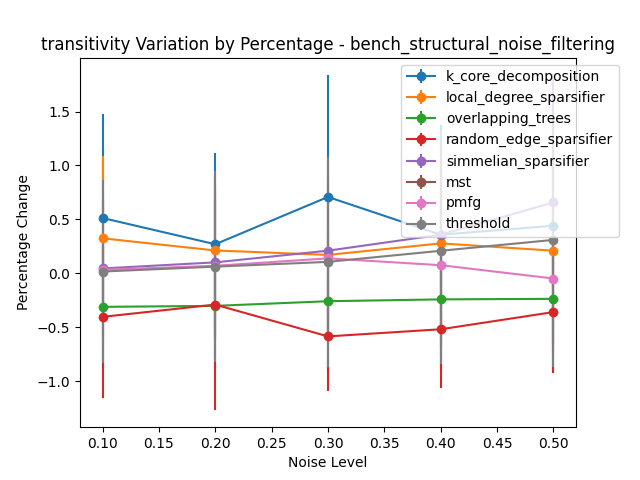 transitivity Variation by Percentage - bench_structural_noise_filtering
k_core_decomposition
local_degree_sparsifier
overlapping_trees
random_edge_sparsifier
simmelian_sparsifier
mst
pmfg
threshold
Percentage Change
1.5
1.0
0.5
0.0
−0.5
−1.0
0.10 0.15 0.20 0.25 0.30 0.35 0.40 0.45 0.50
Noise Level